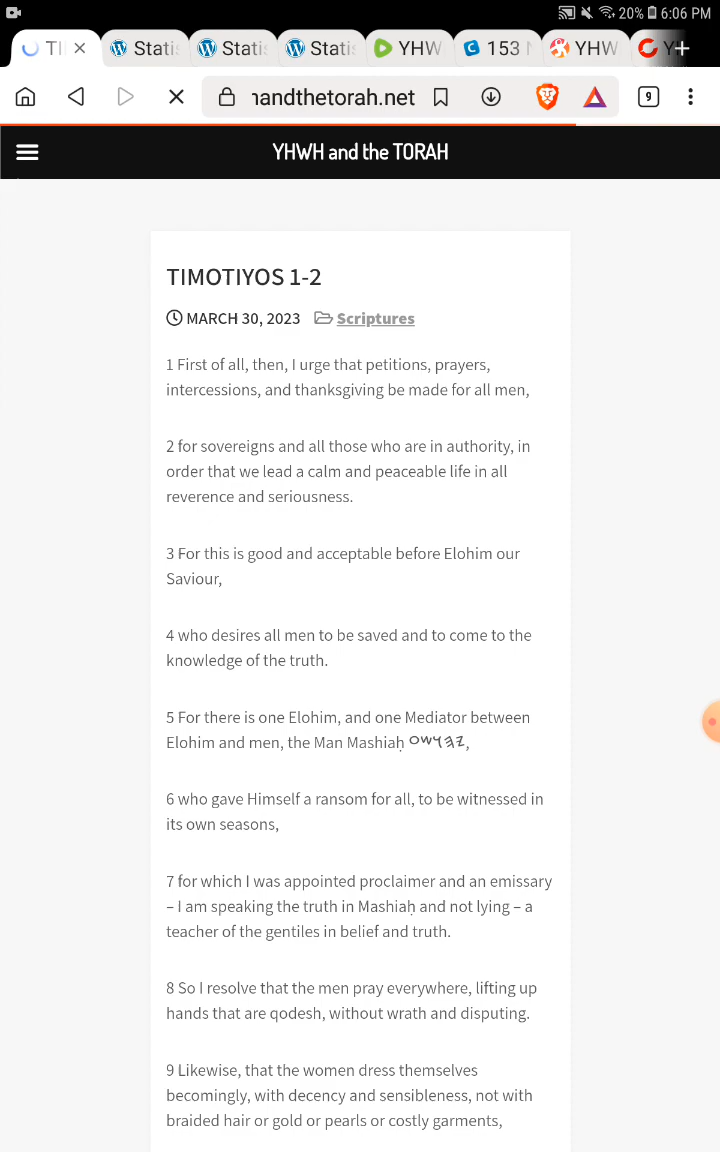 20% 6:06 PM
TI Statis Statis Statis YHW 153 YHW Y
nandthetorah.net 9
YHWH and the TORAH
TIMOTIYOS 1-2
MARCH 30, 2023 Scriptures
1 First of all, then, I urge that petitions, prayers,
intercessions, and thanksgiving be made for all men,
2 for sovereigns and all those who are in authority, in
order that we lead a calm and peaceable life in all
reverence and seriousness.
3 For this is good and acceptable before Elohim our
Saviour,
4 who desires all men to be saved and to come to the
knowledge of the truth.
5 For there is one Elohim, and one Mediator between
Elohim and men, the Man Mashiaḥ 𐤏𐤔𐤅𐤄𐤉,
6 who gave Himself a ransom for all, to be witnessed in
its own seasons,
7 for which I was appointed proclaimer and an emissary
– I am speaking the truth in Mashiaḥ and not lying – a
teacher of the gentiles in belief and truth.
8 So I resolve that the men pray everywhere, lifting up
hands that are qodesh, without wrath and disputing.
9 Likewise, that the women dress themselves
becomingly, with decency and sensibleness, not with
braided hair or gold or pearls or costly garments,